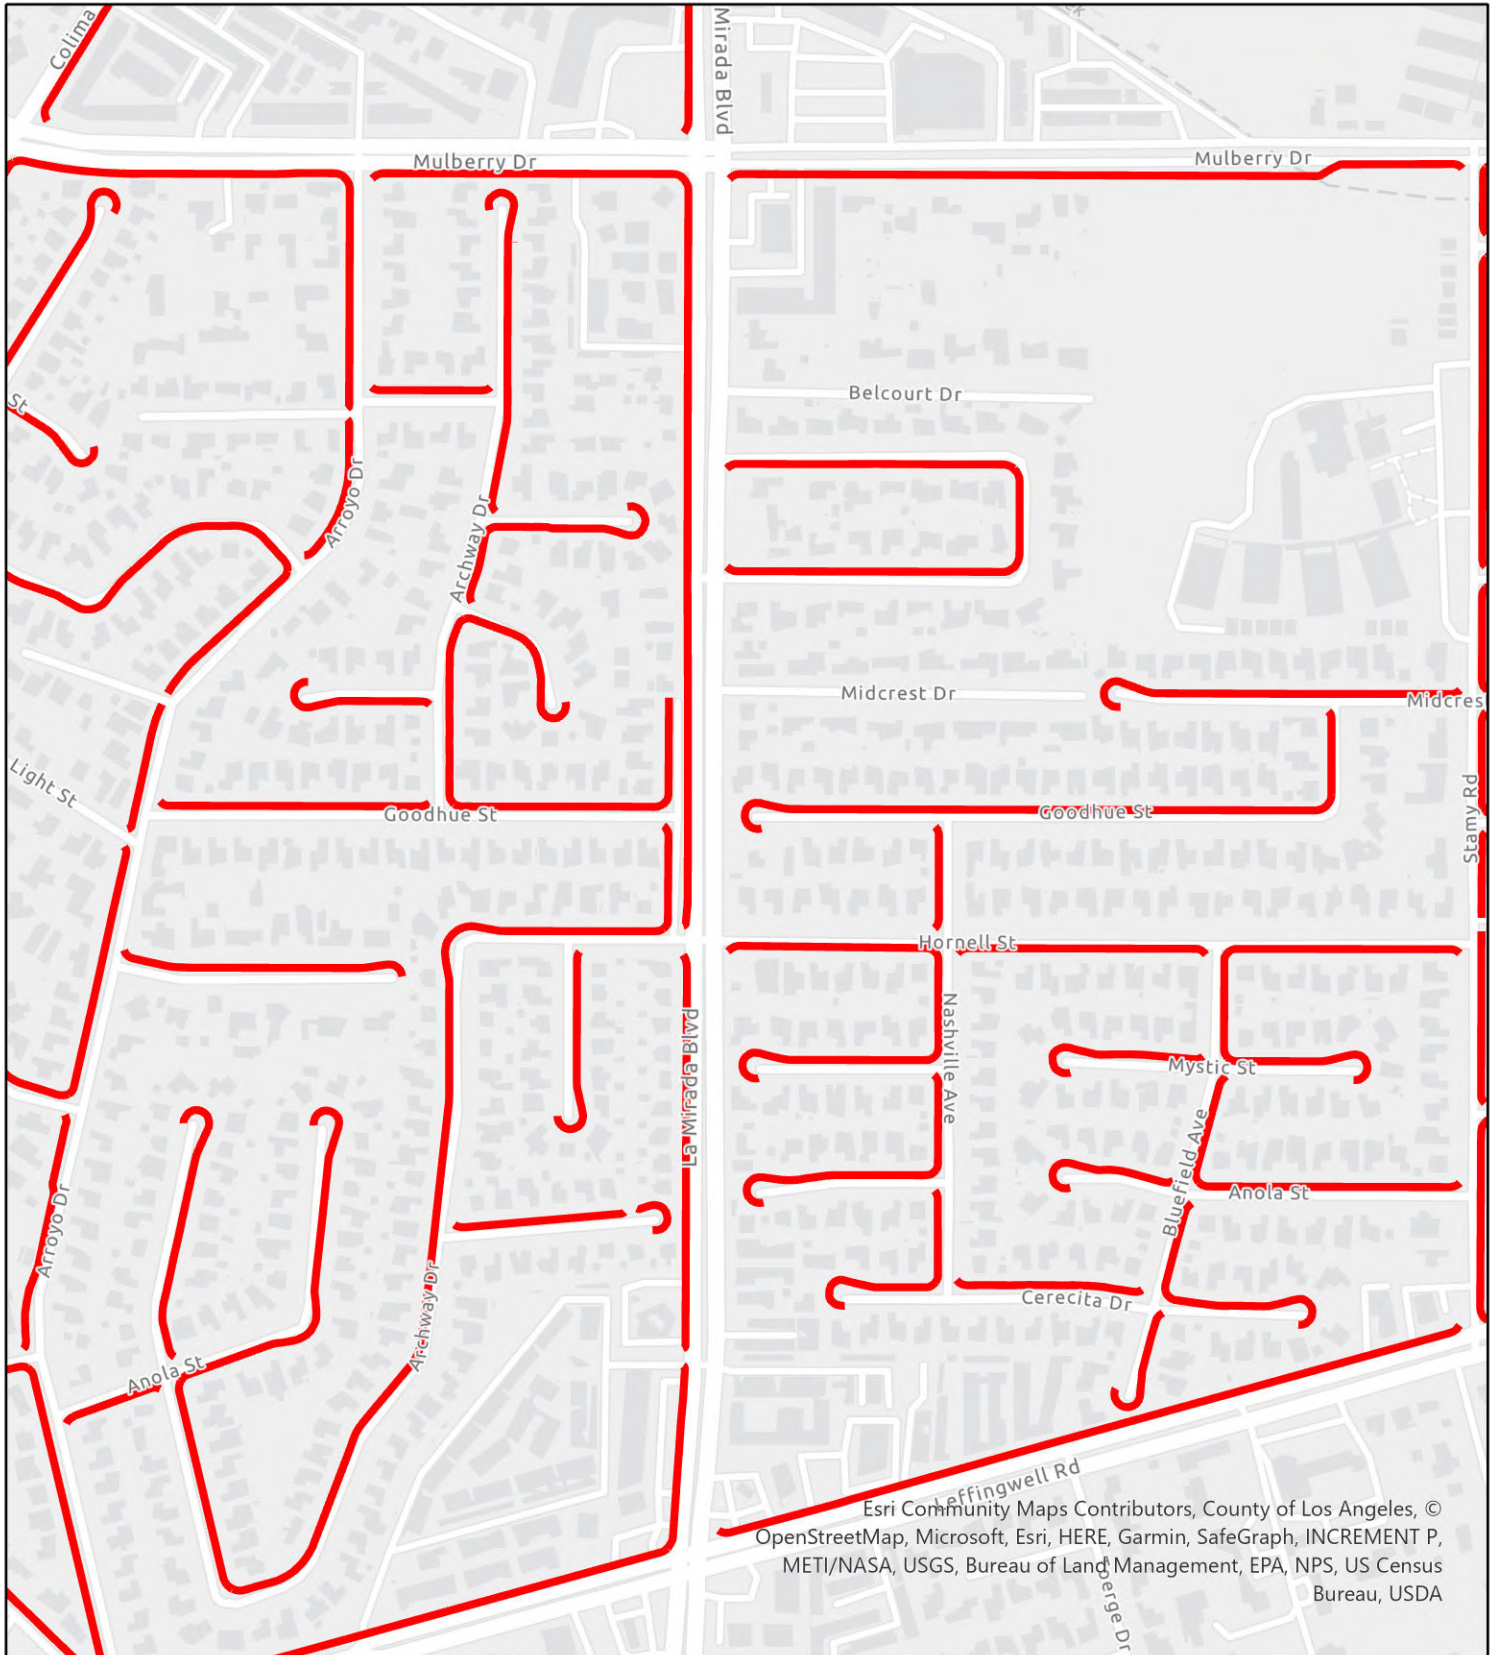 Colima
Mirada Blvd
ck
Mulberry Dr
Mulberry Dr
Belcourt Dr
St
Arroyo Dr
Archway Dr
Midcrest Dr
Midcres
Light St
Goodhue St
Goodhue St
Stamy Rd
Hornell St
Nashville Ave
La Mirada Blvd
Mystic St
Bluefield Ave
Anola St
Arroyo Dr
Archway Dr
Cerecita Dr
Anola St
Leffingwell Rd
Esri Community Maps Contributors, County of Los Angeles, ©
OpenStreetMap, Microsoft, Esri, HERE, Garmin, SafeGraph, INCREMENT P,
METI/NASA, USGS, Bureau of Land Management, EPA, NPS, US Census
Bureau, USDA
oerge Dr